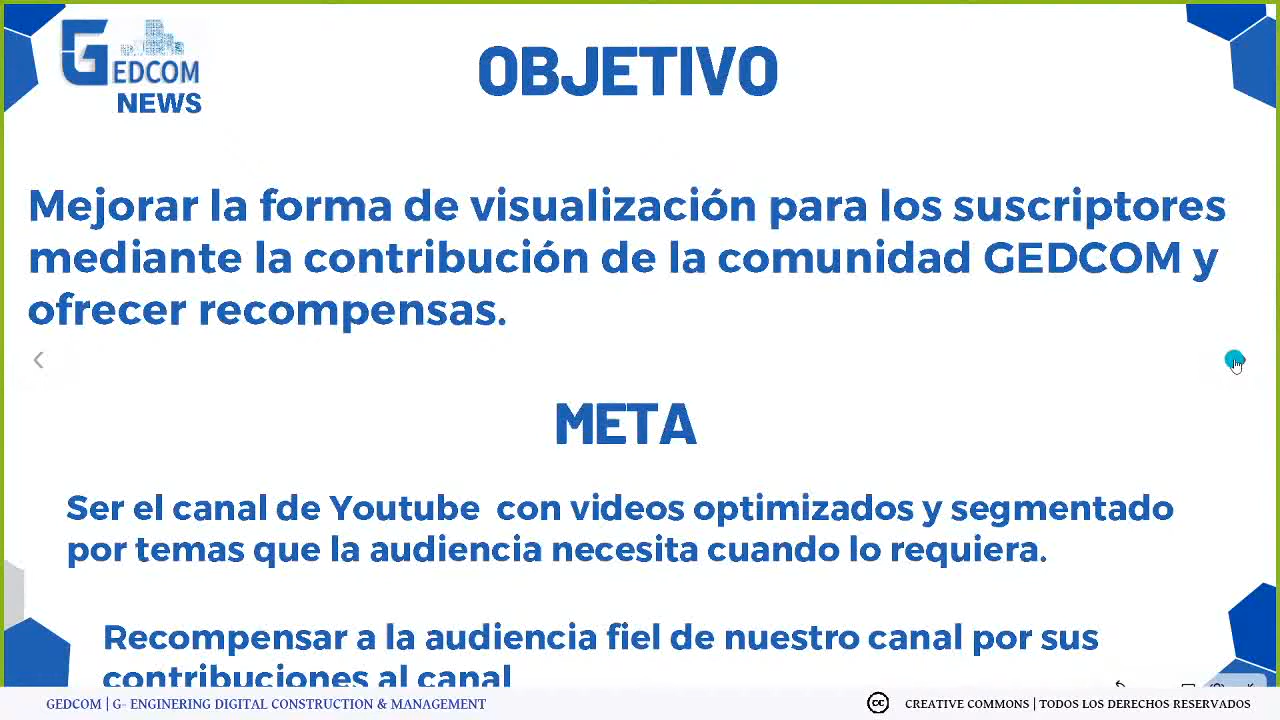 GEDCOM
NEWS
OBJETIVO
Mejorar la forma de visualización para los suscriptores
mediante la contribución de la comunidad GEDCOM y
ofrecer recompensas.
META
Ser el canal de Youtube con videos optimizados y segmentado
por temas que la audiencia necesita cuando lo requiera.
Recompensar a la audiencia fiel de nuestro canal por sus
contribuciones al canal
GEDCOM | G- ENGINERING DIGITAL CONSTRUCTION & MANAGEMENT
cc CREATIVE COMMONS | TODOS LOS DERECHOS RESERVADOS